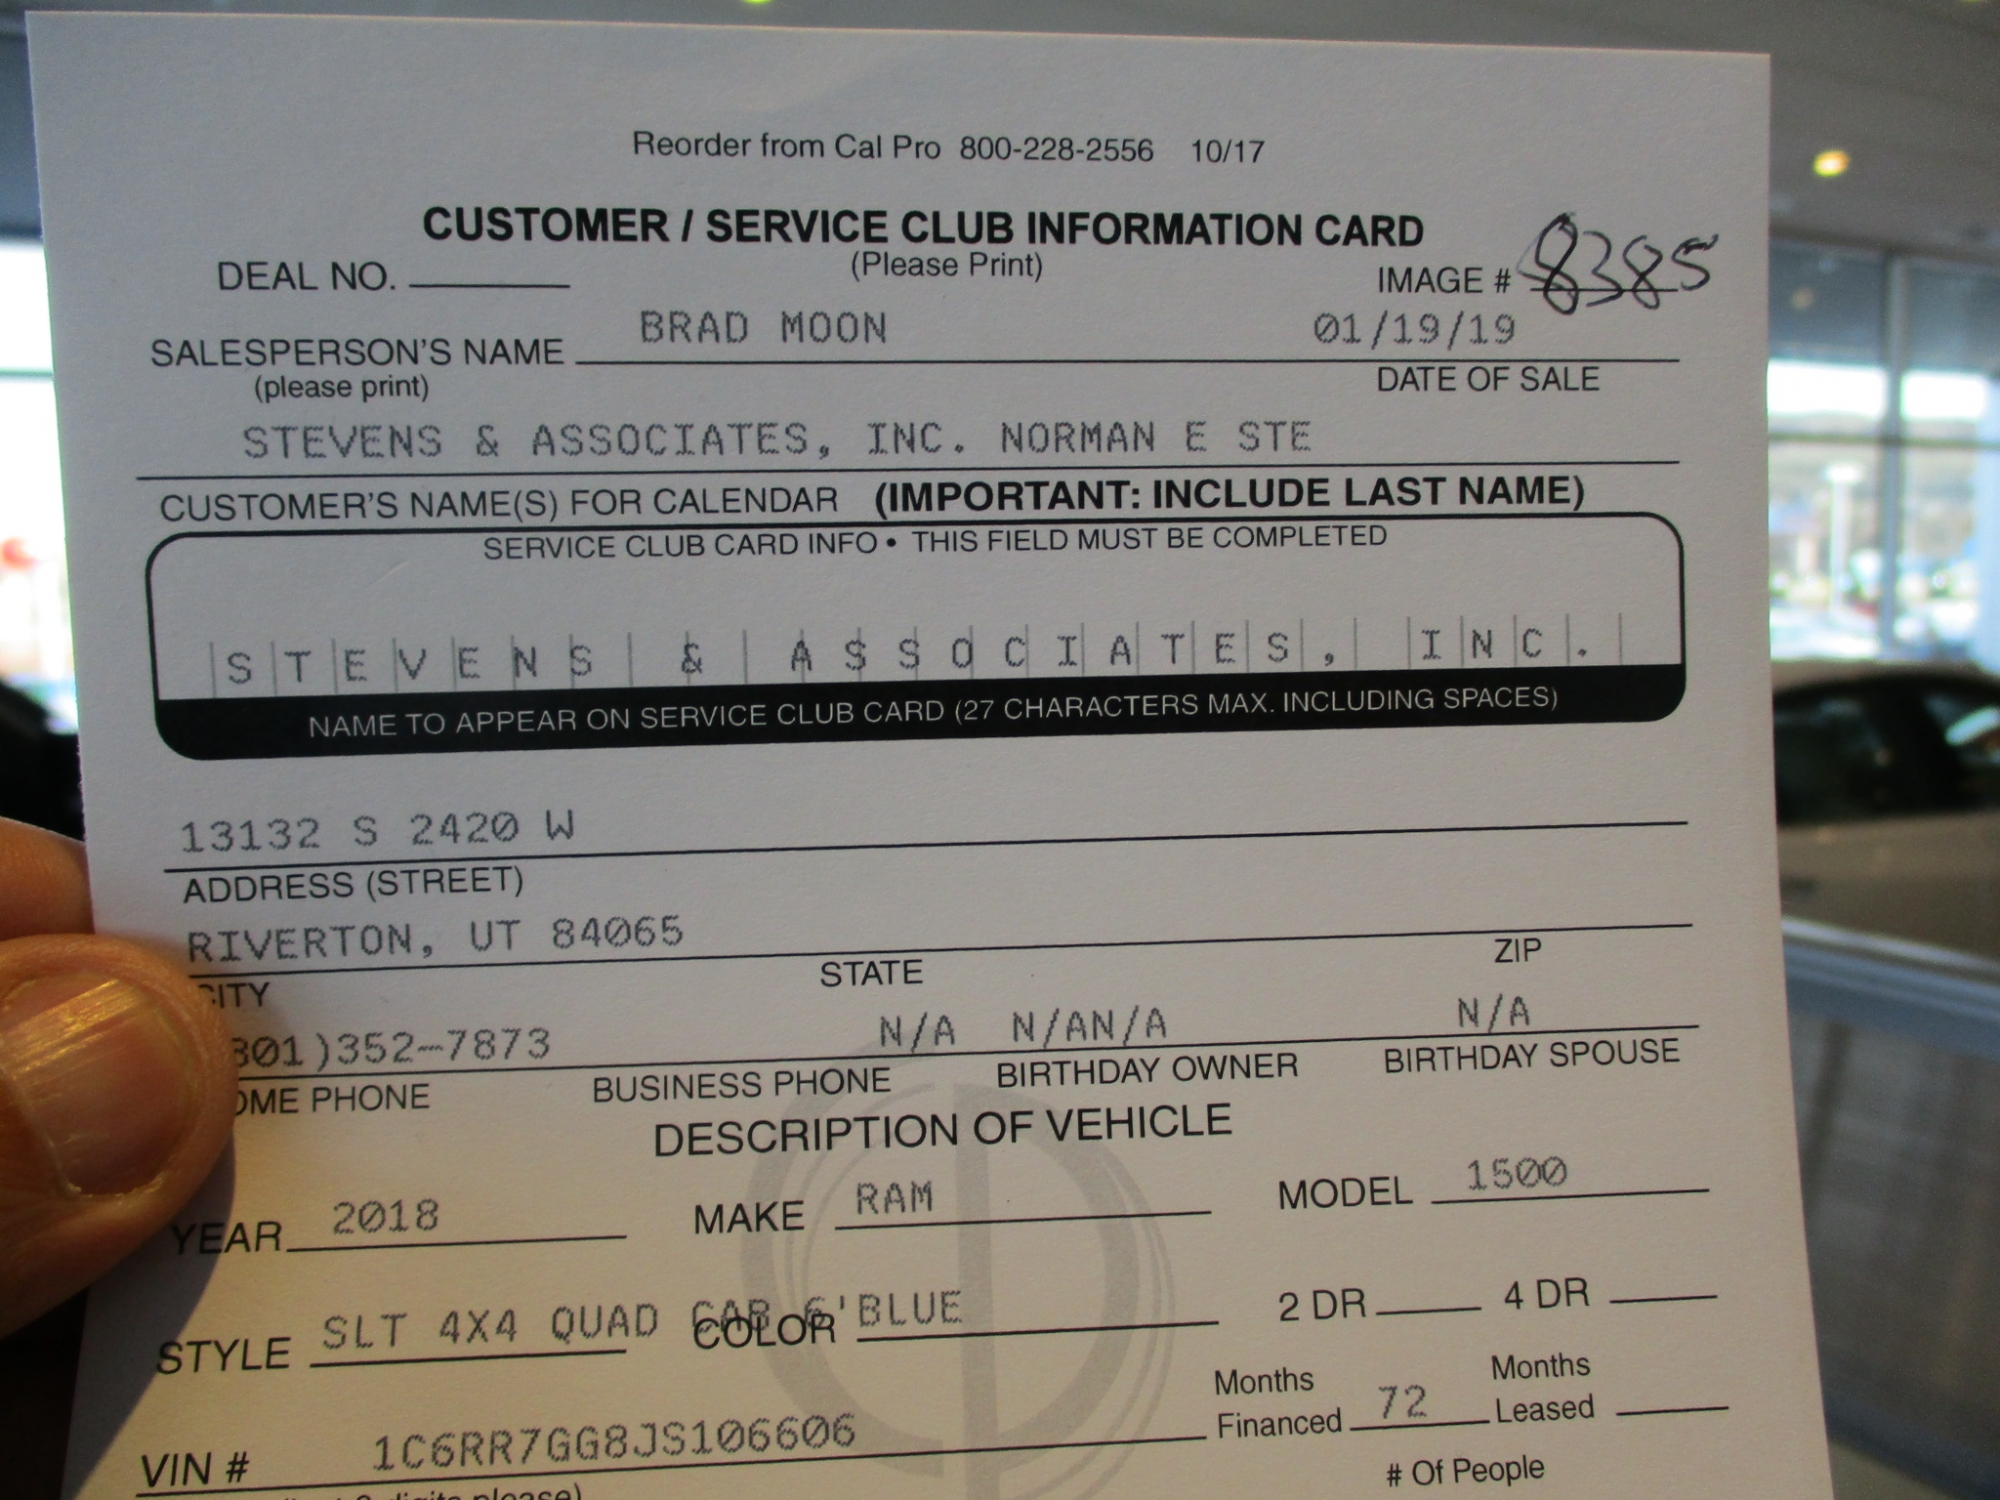 Reorder from Cal Pro 800-228-2556 10/17
CUSTOMER / SERVICE CLUB INFORMATION CARD
(Please Print)
DEAL NO. IMAGE # 8385
SALESPERSON'S NAME BRAD MOON 01/19/19
(please print) DATE OF SALE
STEVENS & ASSOCIATES, INC. NORMAN E STE
CUSTOMER'S NAME(S) FOR CALENDAR (IMPORTANT: INCLUDE LAST NAME)
SERVICE CLUB CARD INFO • THIS FIELD MUST BE COMPLETED
STEVENS & ASSOCIATES, INC.
NAME TO APPEAR ON SERVICE CLUB CARD (27 CHARACTERS MAX. INCLUDING SPACES)
13132 S 2420 W
ADDRESS (STREET)
RIVERTON, UT 84065
CITY STATE ZIP
301)352-7873 N/A N/AN/A N/A
OME PHONE BUSINESS PHONE BIRTHDAY OWNER BIRTHDAY SPOUSE
DESCRIPTION OF VEHICLE
YEAR 2018 MAKE RAM MODEL 1500
STYLE SLT 4X4 QUAD CAB 6' COLOR BLUE 2 DR 4 DR
Months Financed 72 Months Leased
VIN # 1C6RR7GG8JS106606
# Of People
digits please)